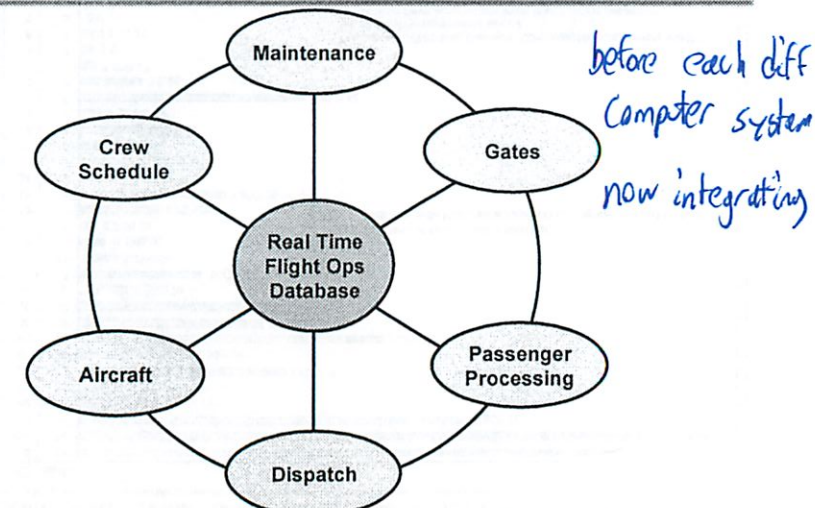 Maintenance
before each diff
Computer system
now integrating
Crew
Schedule
Gates
Real Time
Flight Ops
Database
Aircraft
Passenger
Processing
Dispatch